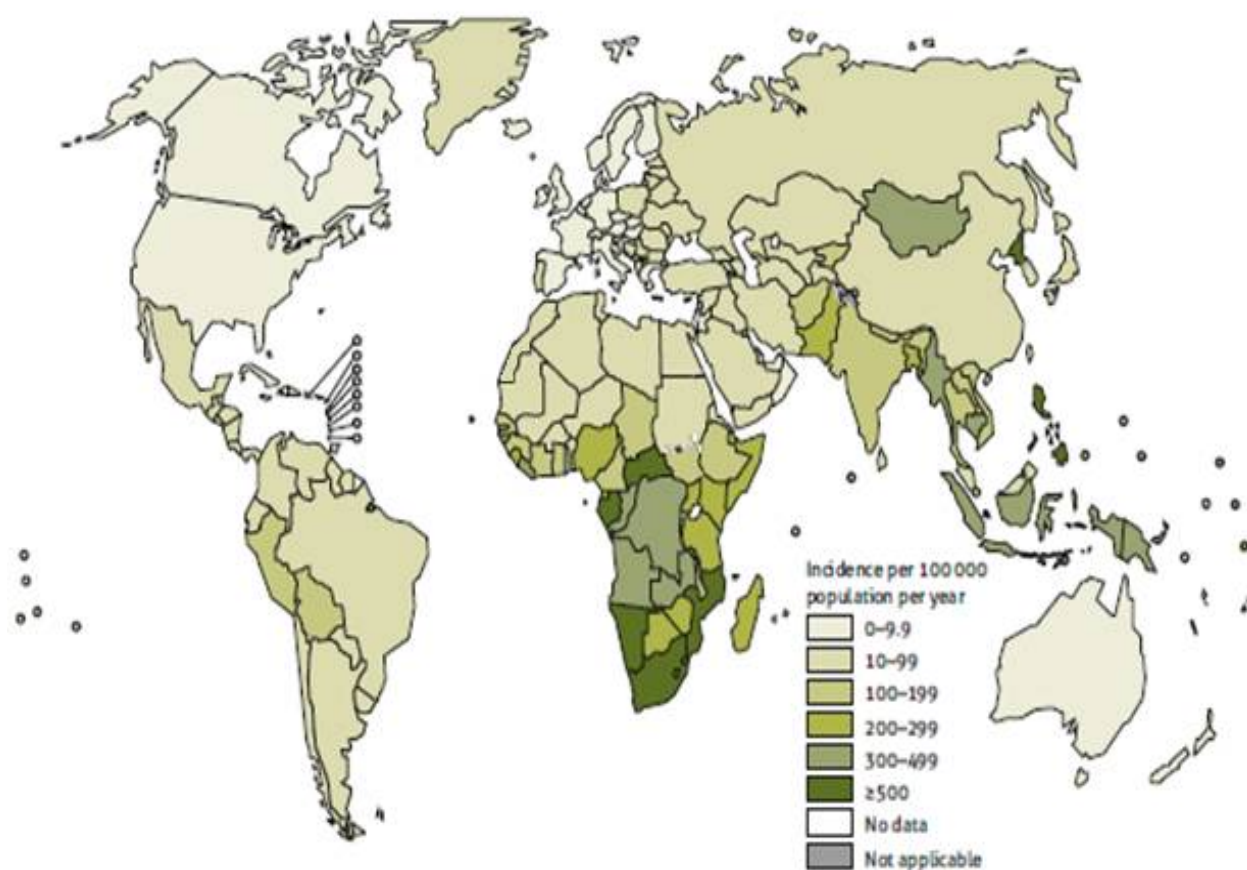 Incidence per 100 000
population per year
0–9.9
10–99
100–199
200–299
300–499
≥500
No data
Not applicable